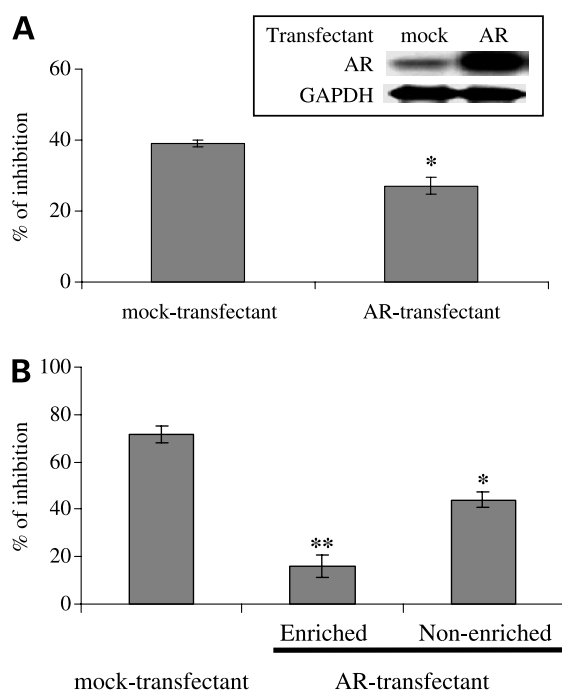 A
Transfectant mock AR
AR
GAPDH
% of inhibition
60
40
20
0
*
mock-transfectant AR-transfectant
B
% of inhibition
100
80
60
40
20
0
**
*
Enriched Non-enriched
mock-transfectant AR-transfectant